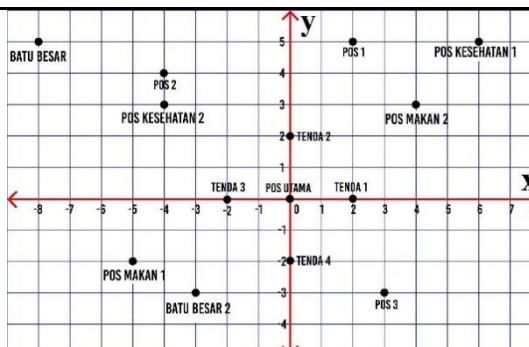 y
5
BATU BESAR
POS 1
POS KESEHATAN 1
4
POS 2
3
POS KESEHATAN 2
POS MAKAN 2
2
TENDA 2
1
TENDA 3
POS UTAMA
TENDA 1
x
-8 -7 -6 -5 -4 -3 -2 -1 0 1 2 3 4 5 6 7
-1
POS MAKAN 1
-2
TENDA 4
-3
BATU BESAR 2
POS 3
-4